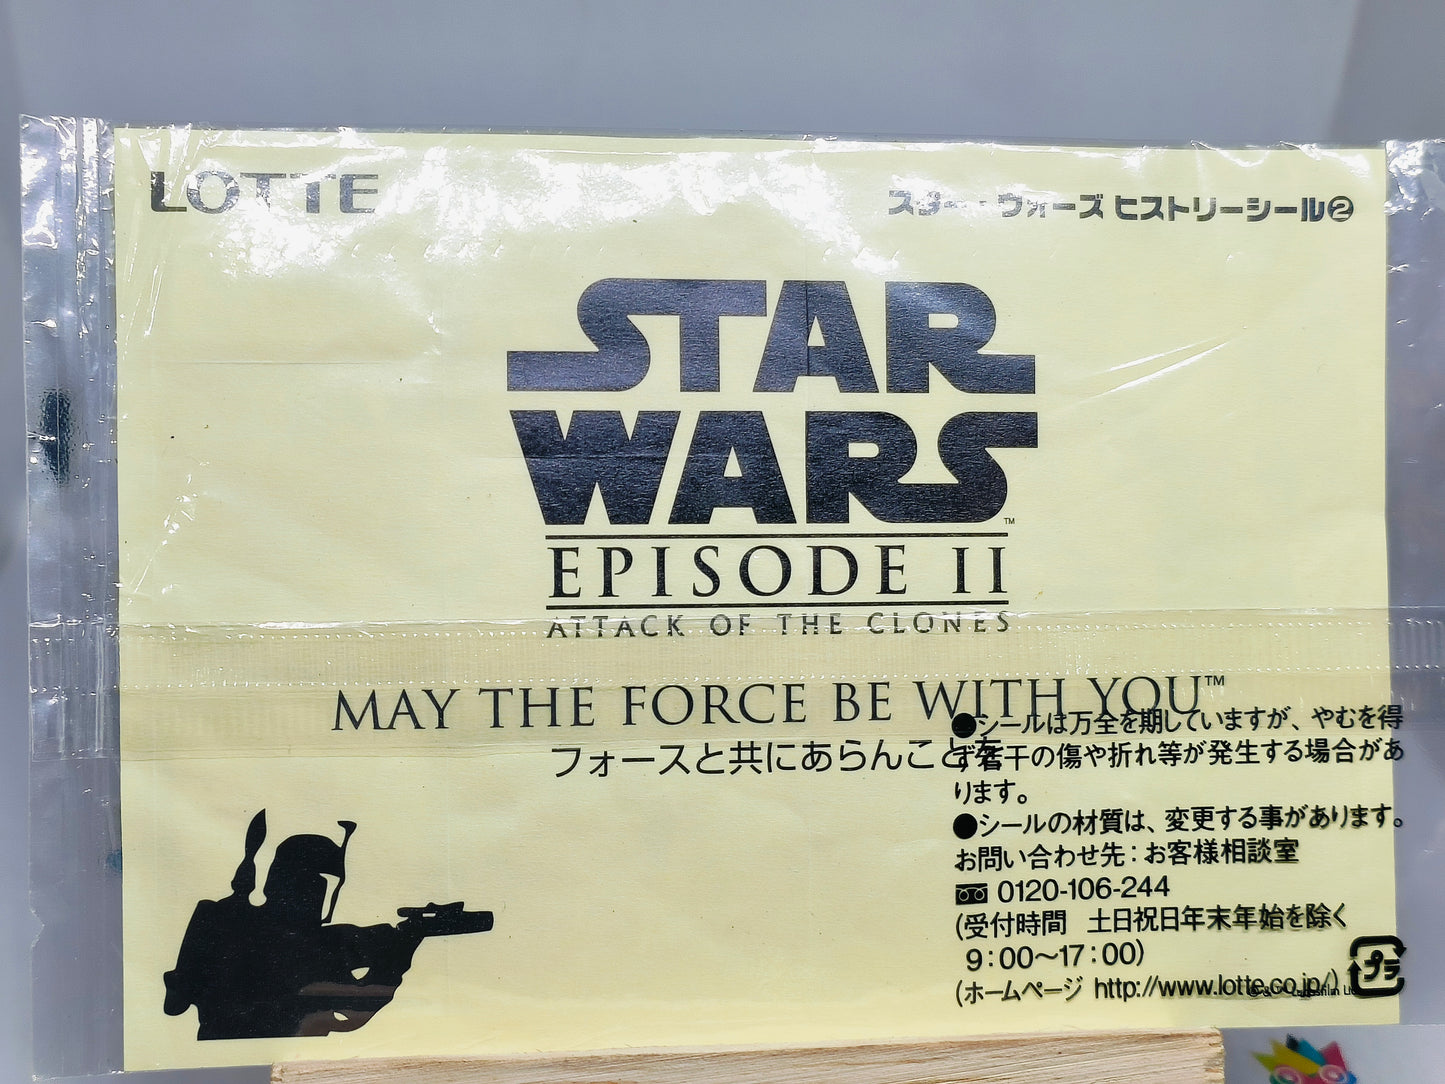 LOTTE
スター・ウォーズ ヒストリーシール②
STAR
WARS™
EPISODE II
ATTACK OF THE CLONES
MAY THE FORCE BE WITH YOU™
フォースと共にあらんことを
●シールは万全を期していますが、やむを得
ず若干の傷や折れ等が発生する場合があ
ります。
●シールの材質は、変更する事があります。
お問い合わせ先：お客様相談室
0120-106-244
(受付時間 土日祝日年末年始を除く
9：00〜17：00)
(ホームページ http://www.lotte.co.jp/)
プラ